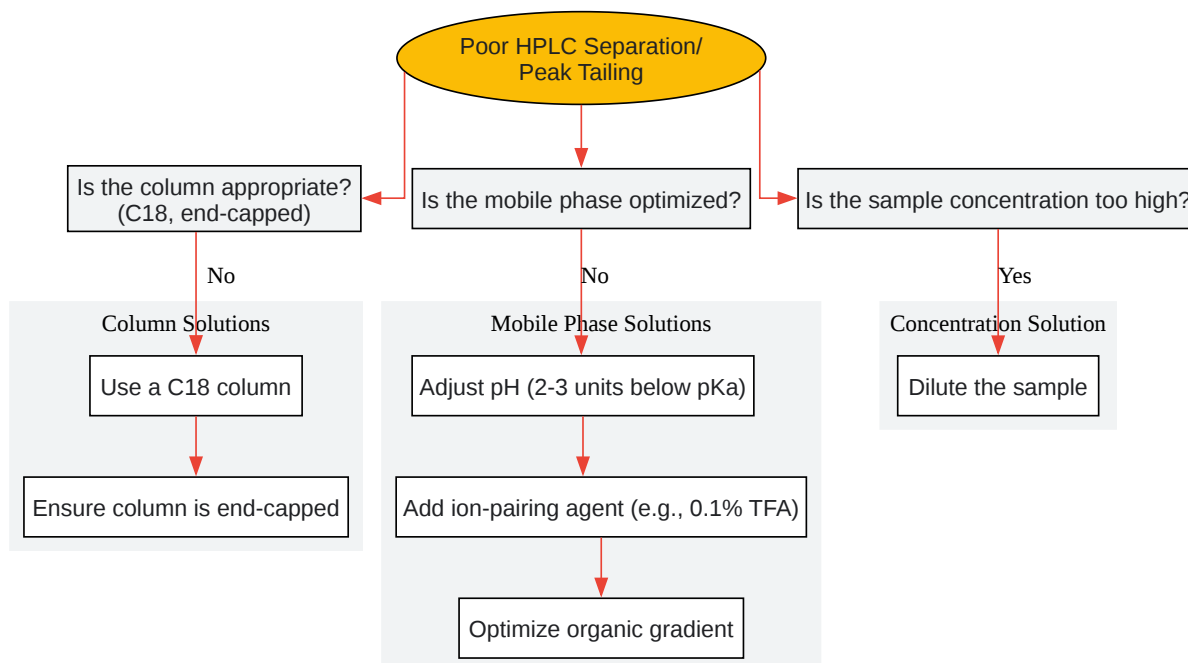 Poor HPLC Separation/
Peak Tailing
Is the column appropriate?
(C18, end-capped)
Is the mobile phase optimized?
Is the sample concentration too high?
No
No
Yes
Column Solutions
Mobile Phase Solutions
Concentration Solution
Use a C18 column
Adjust pH (2-3 units below pKa)
Dilute the sample
Ensure column is end-capped
Add ion-pairing agent (e.g., 0.1% TFA)
Optimize organic gradient